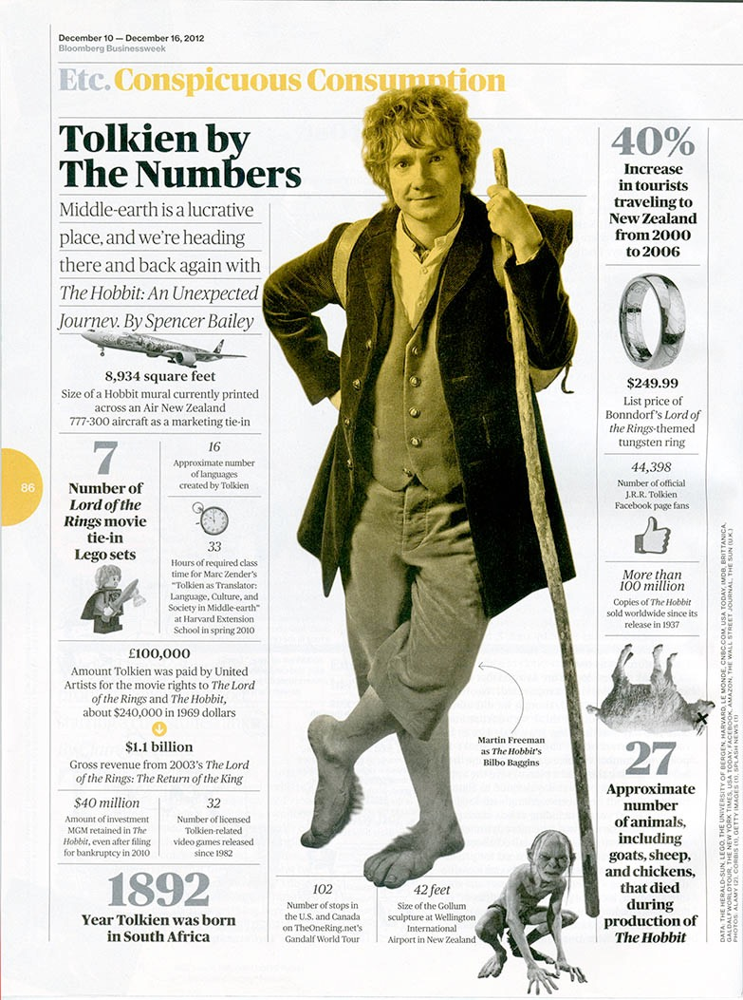 December 10 — December 16, 2012
Bloomberg Businessweek
Etc. Conspicuous Consumption
Tolkien by
The Numbers
Middle-earth is a lucrative
place, and we're heading
there and back again with
The Hobbit: An Unexpected
Journey. By Spencer Bailey
8,934 square feet
Size of a Hobbit mural currently printed
across an Air New Zealand
777-300 aircraft as a marketing tie-in
7
Number of
Lord of the
Rings movie
tie-in
Lego sets
16
Approximate number
of languages
created by Tolkien
33
Hours of required class
time for Marc Zender's
"Tolkien as Translator:
Language, Culture, and
Society in Middle-earth"
at Harvard Extension
School in spring 2010
£100,000
Amount Tolkien was paid by United
Artists for the movie rights to The Lord
of the Rings and The Hobbit,
about $240,000 in 1969 dollars
$1.1 billion
Gross revenue from 2003's The Lord
of the Rings: The Return of the King
$40 million
Amount of investment
MGM retained in The
Hobbit, even after filing
for bankruptcy in 2010
32
Number of licensed
Tolkien-related
video games released
since 1982
1892
Year Tolkien was born
in South Africa
86
Martin Freeman
as The Hobbit's
Bilbo Baggins
102
Number of stops in
the U.S. and Canada
on TheOneRing.net's
Gandalf World Tour
42 feet
Size of the Gollum
sculpture at Wellington
International
Airport in New Zealand
40%
Increase
in tourists
traveling to
New Zealand
from 2000
to 2006
$249.99
List price of
Bonndorf's Lord of
the Rings-themed
tungsten ring
44,398
Number of official
J.R.R. Tolkien
Facebook page fans
More than
100 million
Copies of The Hobbit
sold worldwide since its
release in 1937
27
Approximate
number
of animals,
including
goats, sheep,
and chickens,
that died
during
production of
The Hobbit
DATA: THE HERALD-SUN, LEGO, THE UNIVERSITY OF BERGEN, HARVARD, LE MONDE, CNBC.COM, USA TODAY, IMDB, BRITTANICA,
GALDALFWORLDTOUR, THE NEW YORK TIMES, USA TODAY, FACEBOOK, AMAZON, THE WALL STREET JOURNAL, THE SUN (U.K.)
PHOTOS: ALAMY (2); CORBIS (1); GETTY IMAGES (1); SPLASH NEWS (1)